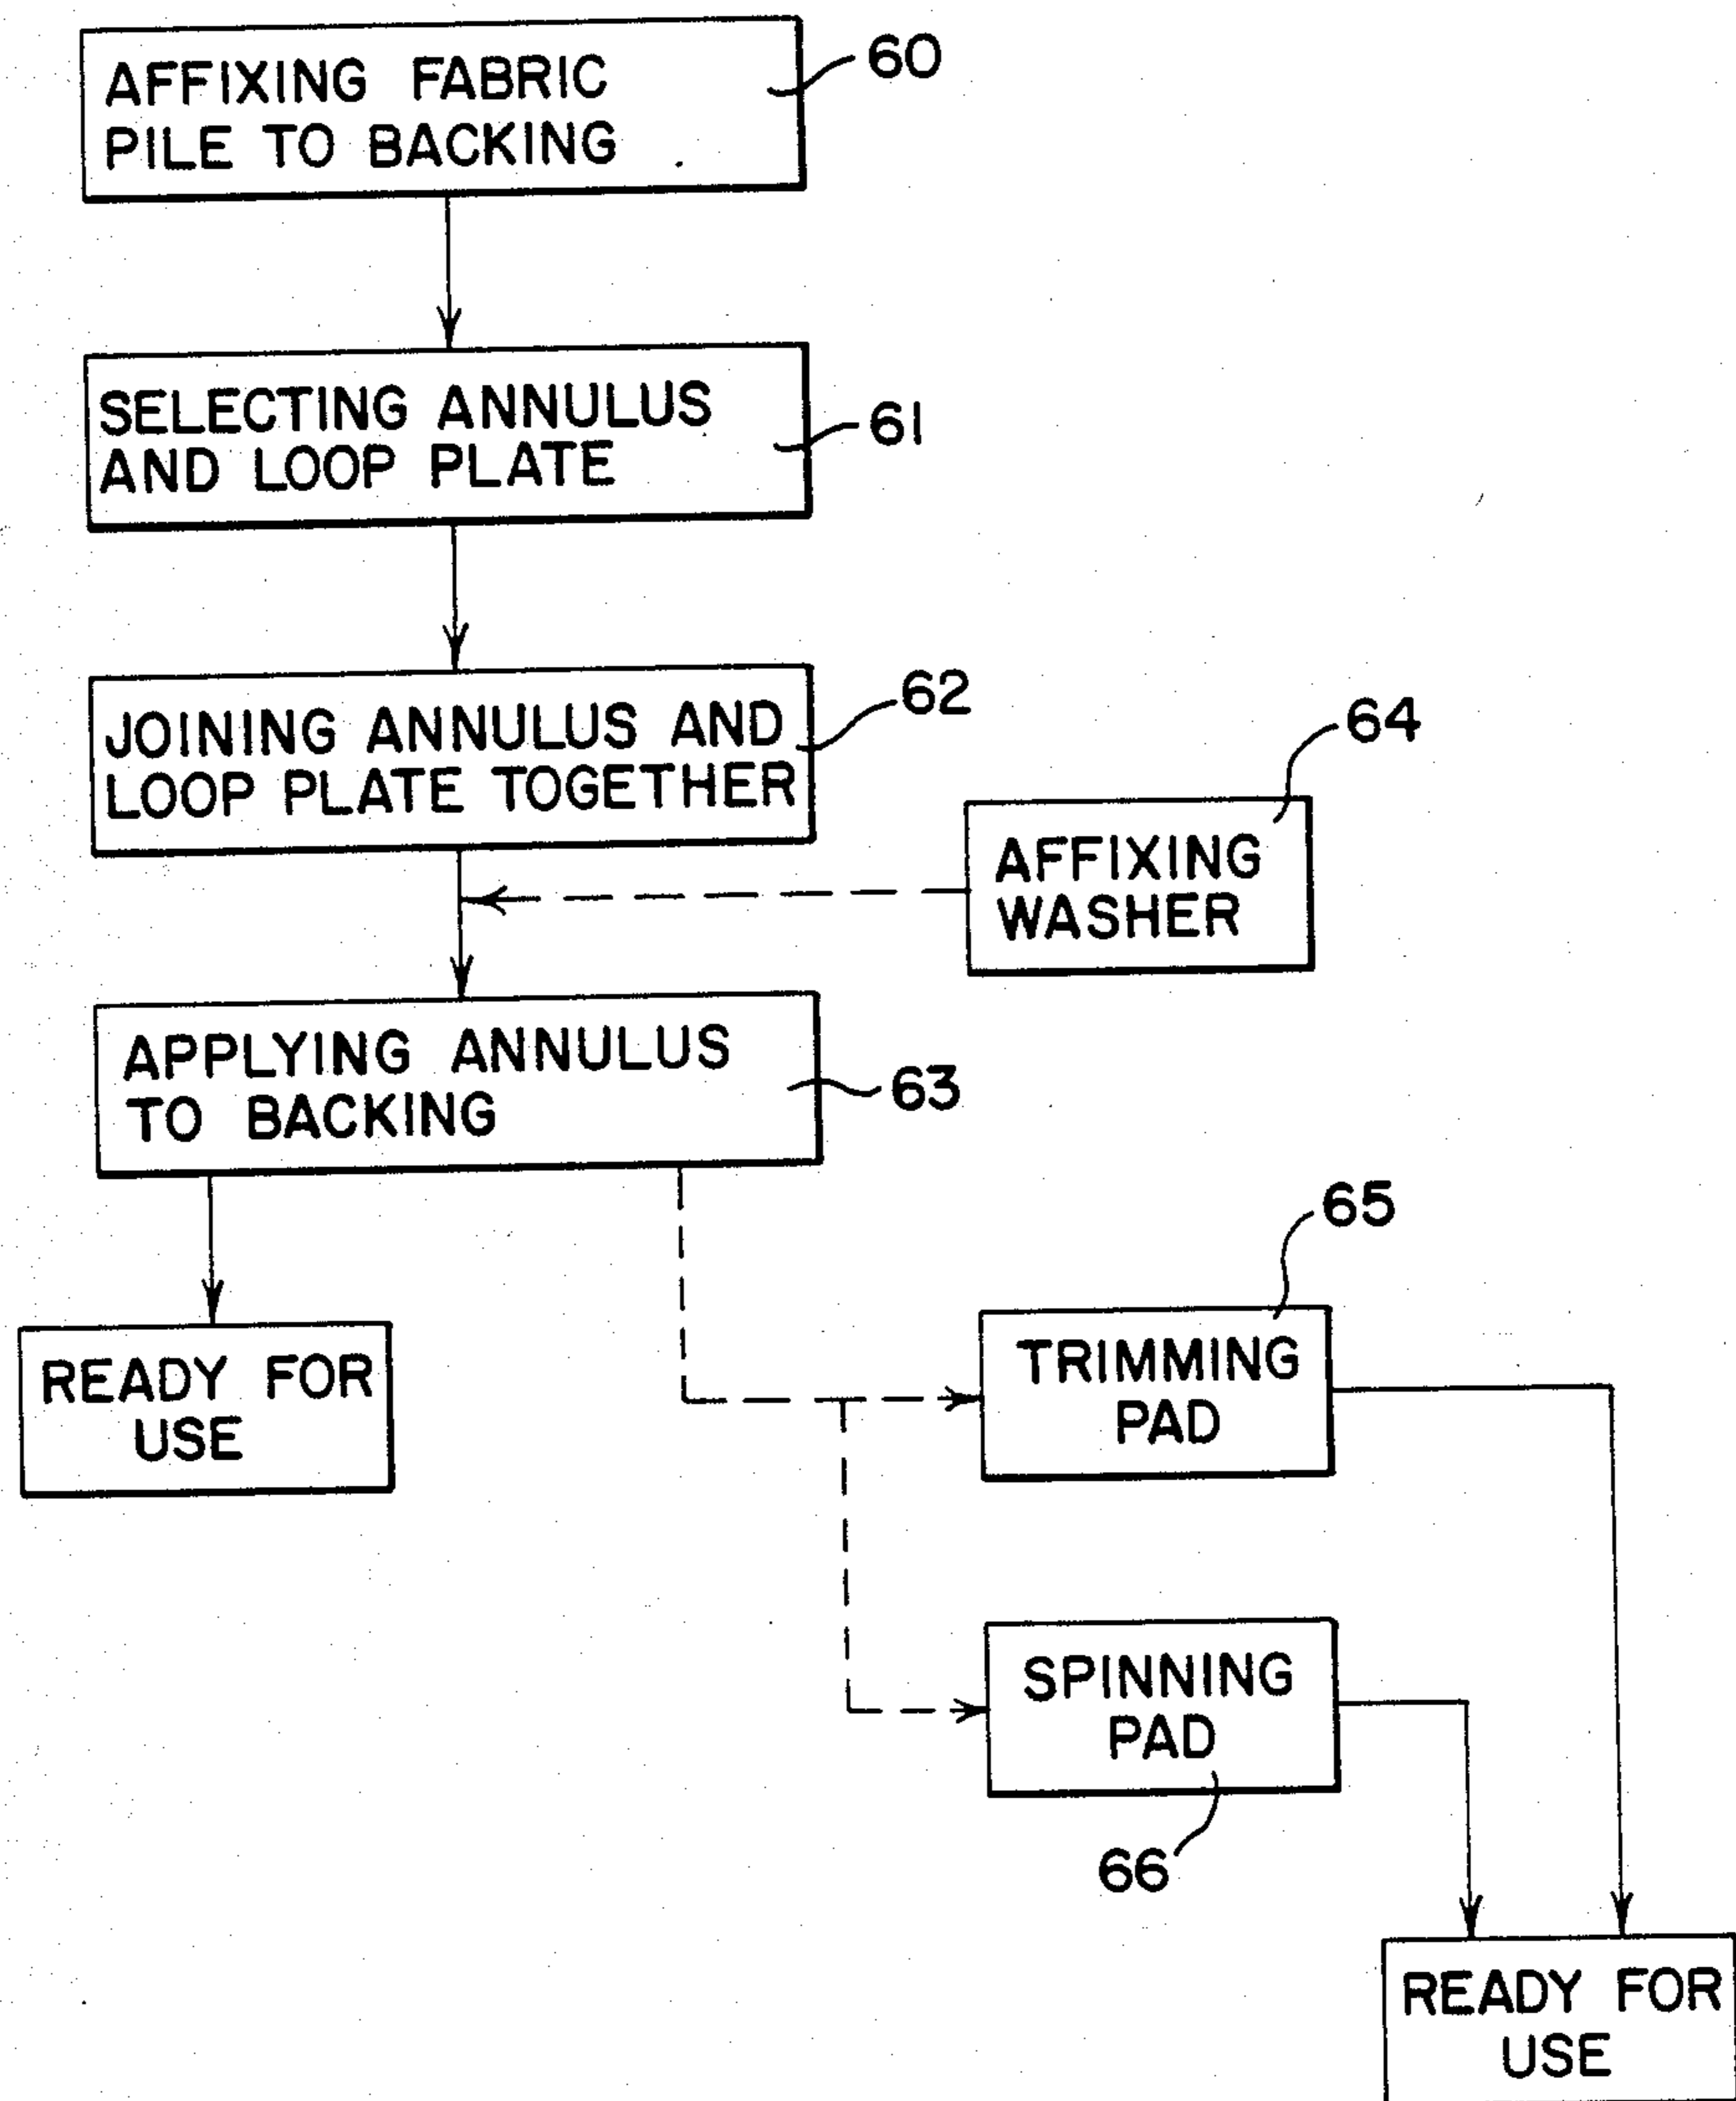 AFFIXING FABRIC
PILE TO BACKING
60
SELECTING ANNULUS
AND LOOP PLATE
61
JOINING ANNULUS AND
LOOP PLATE TOGETHER
62
64
AFFIXING
WASHER
APPLYING ANNULUS
TO BACKING
63
65
READY FOR
USE
TRIMMING
PAD
SPINNING
PAD
66
READY FOR
USE